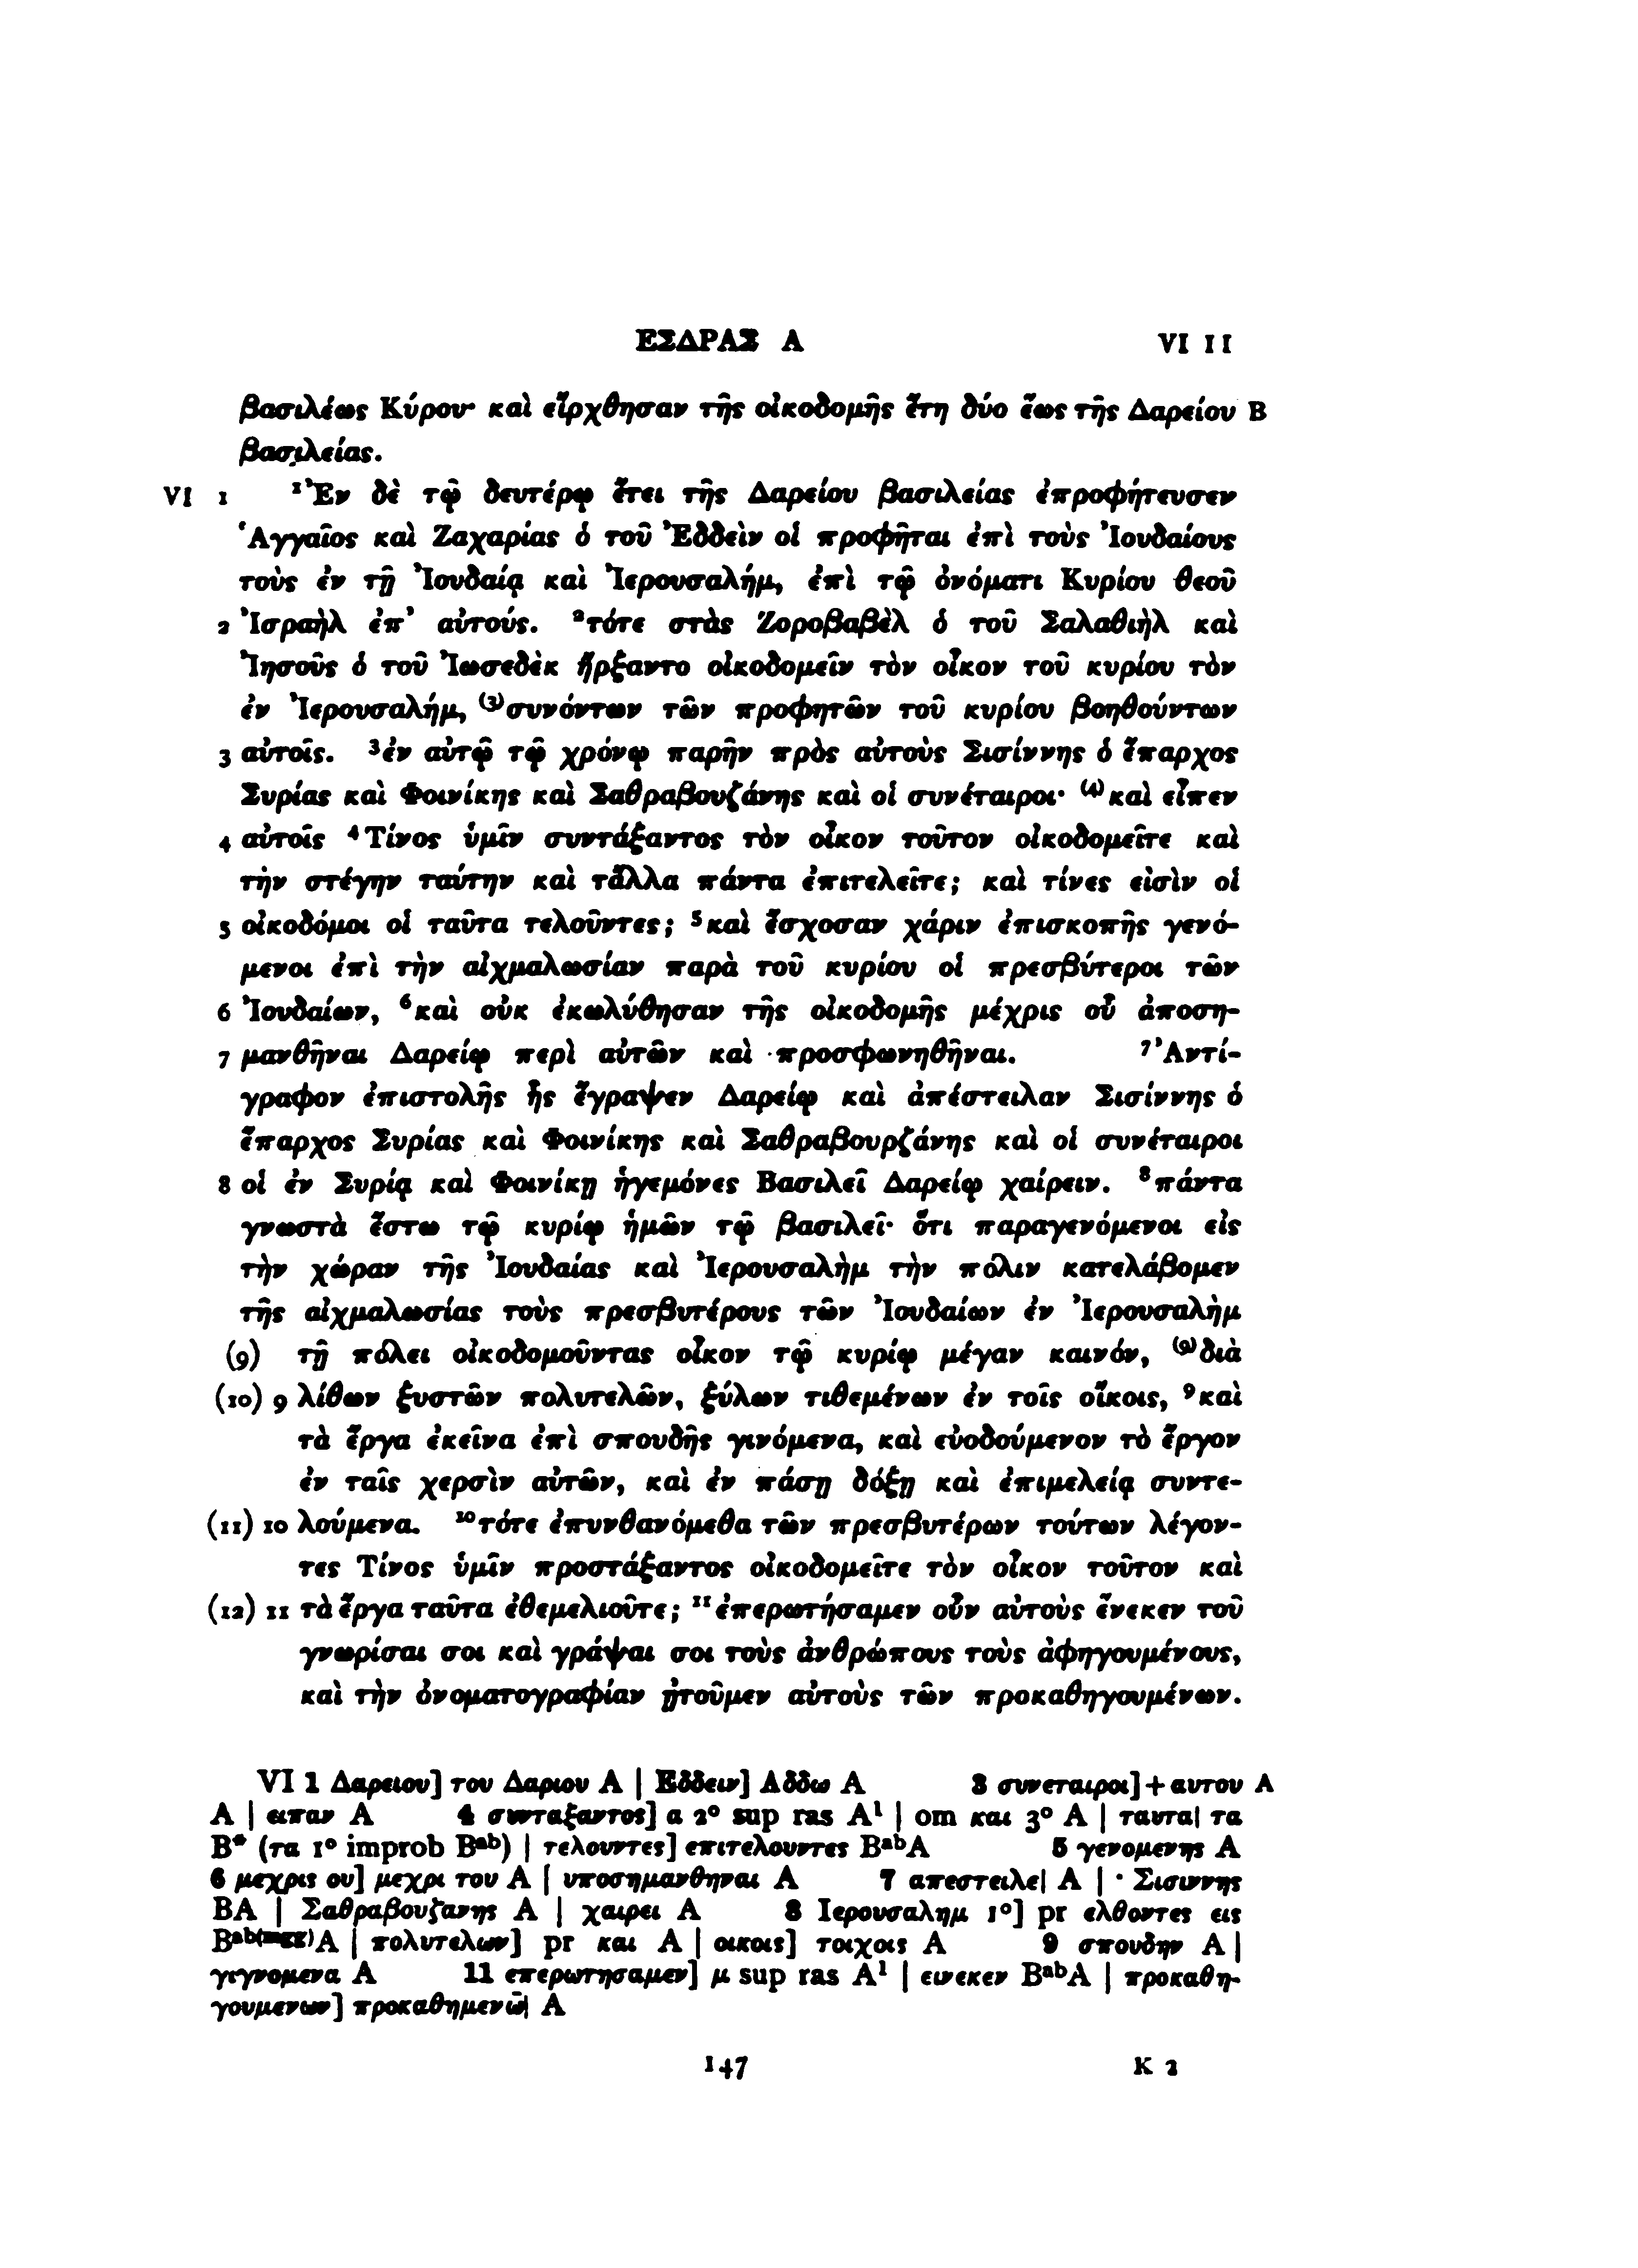 ΕΣΔΡΑΣ Α VI 11
βασιλέως Κύρου· καὶ εἴρχθησαν τῆς οἰκοδομῆς ἔτη δύο ἕως τῆς Δαρείου B
βασιλείας.
VI 1 ¹Ἐν δὲ τῷ δευτέρῳ ἔτει τῆς Δαρείου βασιλείας ἐπροφήτευσεν
Ἁγγαῖος καὶ Ζαχαρίας ὁ τοῦ Ἐδδεὶν οἱ προφῆται ἐπὶ τοὺς Ἰουδαίους
τοὺς ἐν τῇ Ἰουδαίᾳ καὶ Ἰερουσαλήμ, ἐπὶ τῷ ὀνόματι Κυρίου θεοῦ
2 Ἰσραὴλ ἐπ' αὐτούς. ²τότε στὰς Ζοροβαβὲλ ὁ τοῦ Σαλαθιὴλ καὶ
Ἰησοῦς ὁ τοῦ Ἰωσεδὲκ ἤρξαντο οἰκοδομεῖν τὸν οἶκον τοῦ κυρίου τὸν
ἐν Ἰερουσαλήμ, ⁽³⁾συνόντων τῶν προφητῶν τοῦ κυρίου βοηθούντων
3 αὐτοῖς. ³ἐν αὐτῷ τῷ χρόνῳ παρῆν πρὸς αὐτοὺς Σισίννης ὁ ἔπαρχος
Συρίας καὶ Φοινίκης καὶ Σαθραβουζάνης καὶ οἱ συνέταιροι· ⁽⁴⁾καὶ εἶπεν
4 αὐτοῖς ⁴Τίνος ὑμῖν συντάξαντος τὸν οἶκον τοῦτον οἰκοδομεῖτε καὶ
τὴν στέγην ταύτην καὶ τἄλλα πάντα ἐπιτελεῖτε; καὶ τίνες εἰσὶν οἱ
5 οἰκοδόμοι οἱ ταῦτα τελοῦντες; ⁵καὶ ἔσχοσαν χάριν ἐπισκοπῆς γενό-
μενοι ἐπὶ τὴν αἰχμαλωσίαν παρὰ τοῦ κυρίου οἱ πρεσβύτεροι τῶν
6 Ἰουδαίων, ⁶καὶ οὐκ ἐκωλύθησαν τῆς οἰκοδομῆς μέχρις οὗ ἀποση-
7 μανθῆναι Δαρείῳ περὶ αὐτῶν καὶ προσφωνηθῆναι. ⁷Ἀντί-
γραφον ἐπιστολῆς ἧς ἔγραψεν Δαρείῳ καὶ ἀπέστειλαν Σισίννης ὁ
ἔπαρχος Συρίας καὶ Φοινίκης καὶ Σαθραβουρζάνης καὶ οἱ συνέταιροι
8 οἱ ἐν Συρίᾳ καὶ Φοινίκῃ ἡγεμόνες Βασιλεῖ Δαρείῳ χαίρειν. ⁸πάντα
γνωστὰ ἔστω τῷ κυρίῳ ἡμῶν τῷ βασιλεῖ· ὅτι παραγενόμενοι εἰς
τὴν χώραν τῆς Ἰουδαίας καὶ Ἰερουσαλὴμ τὴν πόλιν κατελάβομεν
τῆς αἰχμαλωσίας τοὺς πρεσβυτέρους τῶν Ἰουδαίων ἐν Ἰερουσαλὴμ
(9) τῇ πόλει οἰκοδομοῦντας οἶκον τῷ κυρίῳ μέγαν καινόν, ⁽⁹⁾διὰ
(10) 9 λίθων ξυστῶν πολυτελῶν, ξύλων τιθεμένων ἐν τοῖς οἴκοις, ⁹καὶ
τὰ ἔργα ἐκεῖνα ἐπὶ σπουδῆς γινόμενα, καὶ εὐοδούμενον τὸ ἔργον
ἐν ταῖς χερσὶν αὐτῶν, καὶ ἐν πάσῃ δόξῃ καὶ ἐπιμελείᾳ συντε-
(11) 10 λούμενα. ¹⁰τότε ἐπυνθανόμεθα τῶν πρεσβυτέρων τούτων λέγον-
τες Τίνος ὑμῖν προστάξαντος οἰκοδομεῖτε τὸν οἶκον τοῦτον καὶ
(12) 11 τὰ ἔργα ταῦτα ἐθεμελιοῦτε; ¹¹ἐπερωτήσαμεν οὖν αὐτοὺς ἕνεκεν τοῦ
γνωρίσαι σοι καὶ γράψαι σοι τοὺς ἀνθρώπους τοὺς ἀφηγουμένους,
καὶ τὴν ὀνοματογραφίαν ᾐτοῦμεν αὐτοὺς τῶν προκαθηγουμένων.
VI 1 Δαρειου] του Δαριου A | Εδδειν] Αδδω A 3 συνεταιροι] + αυτου A
A | ειπαν A 4 συνταξαντος] α 2° sup ras A¹ | om και 3° A | ταυτα| τα
B* (τα 1° improb Bᵃᵇ) | τελουντες] επιτελουντες BᵃᵇA 5 γενομενης A
6 μεχρις ου] μεχρι του A | υποσημανθηναι A 7 απεστειλε| A | · Σισιννης
BA | Σαθραβουζανης A | χαιρει A 8 Ιερουσαλημ 1°] pr ελθοντες εις
Bᵃᵇ⁽ᵐᵍᵍ⁾A | πολυτελων] pr και A | οικοις] τοιχοις A 9 σπουδην A |
γιγνομενα A 11 επερωτησαμεν] μ sup ras A¹ | εινεκεν BᵃᵇA | προκαθη-
γουμενων] προκαθημενω̄| A
147 K 2